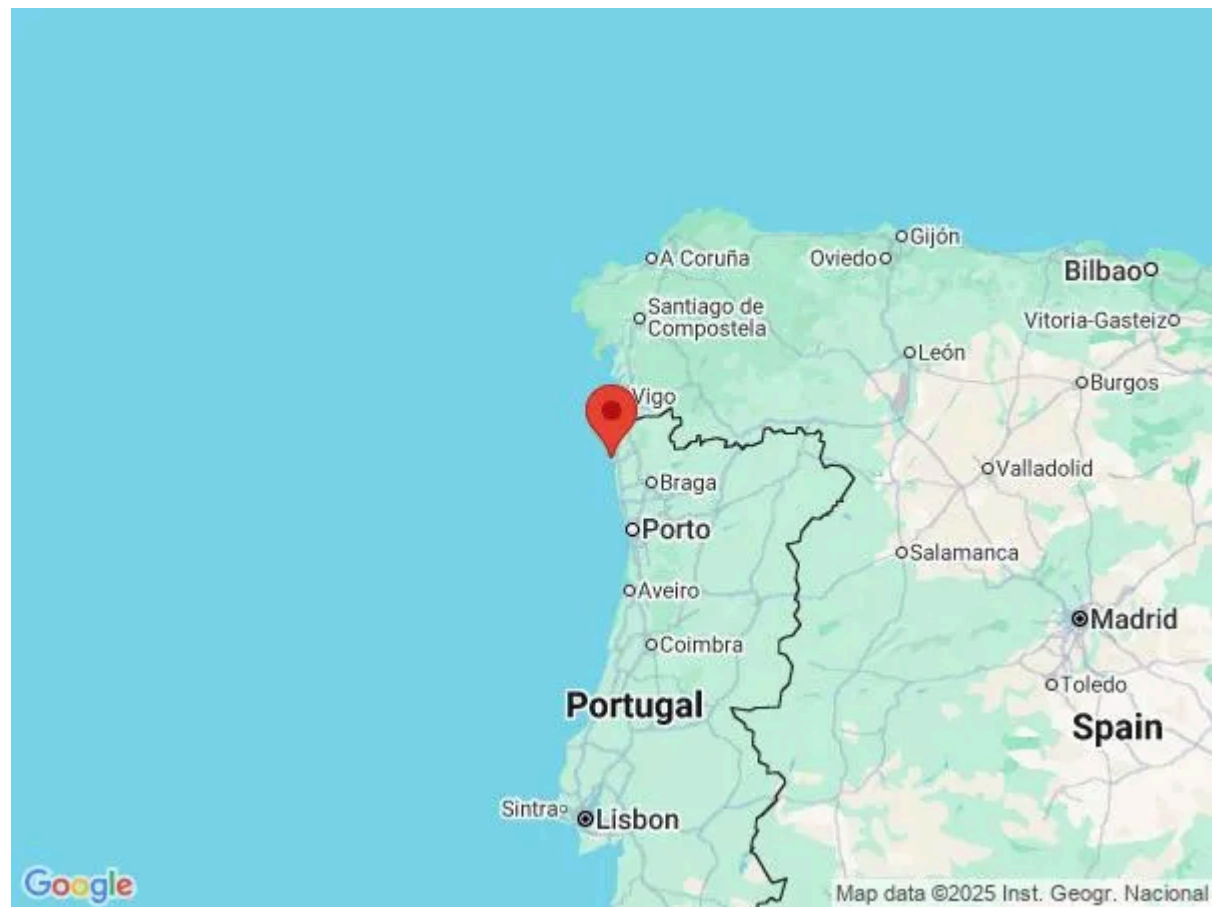 Gijón
A Coruña
Oviedo
Bilbao
Santiago de
Compostela
Vitoria-Gasteiz
León
Burgos
Vigo
Valladolid
Braga
Porto
Salamanca
Aveiro
Madrid
Coimbra
Toledo
Portugal
Spain
Sintra
Lisbon
Google
Map data ©2025 Inst. Geogr. Nacional